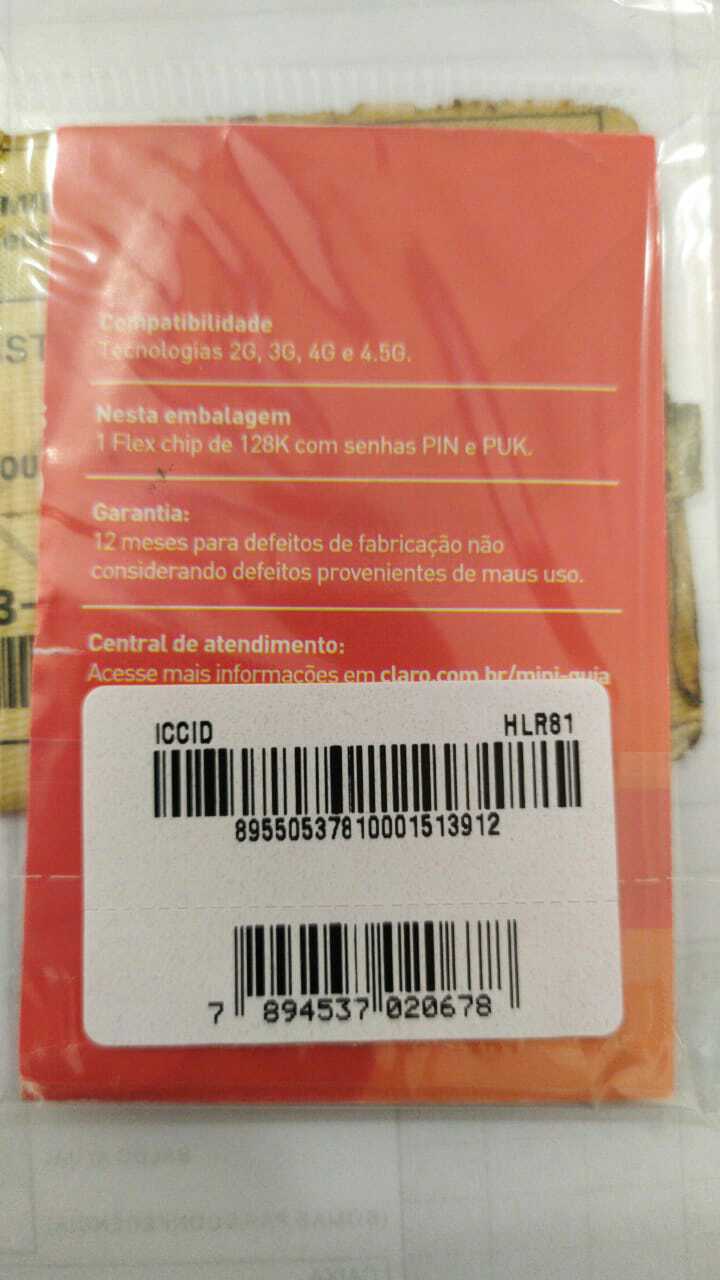 Compatibilidade
Tecnologias 2G, 3G, 4G e 4.5G.
Nesta embalagem
1 Flex chip de 128K com senhas PIN e PUK.
Garantia:
12 meses para defeitos de fabricação não
considerando defeitos provenientes de maus uso.
Central de atendimento:
Acesse mais informações em claro.com.br/mini-guia
ICCID HLR81
89550537810001513912
7 894537 020678